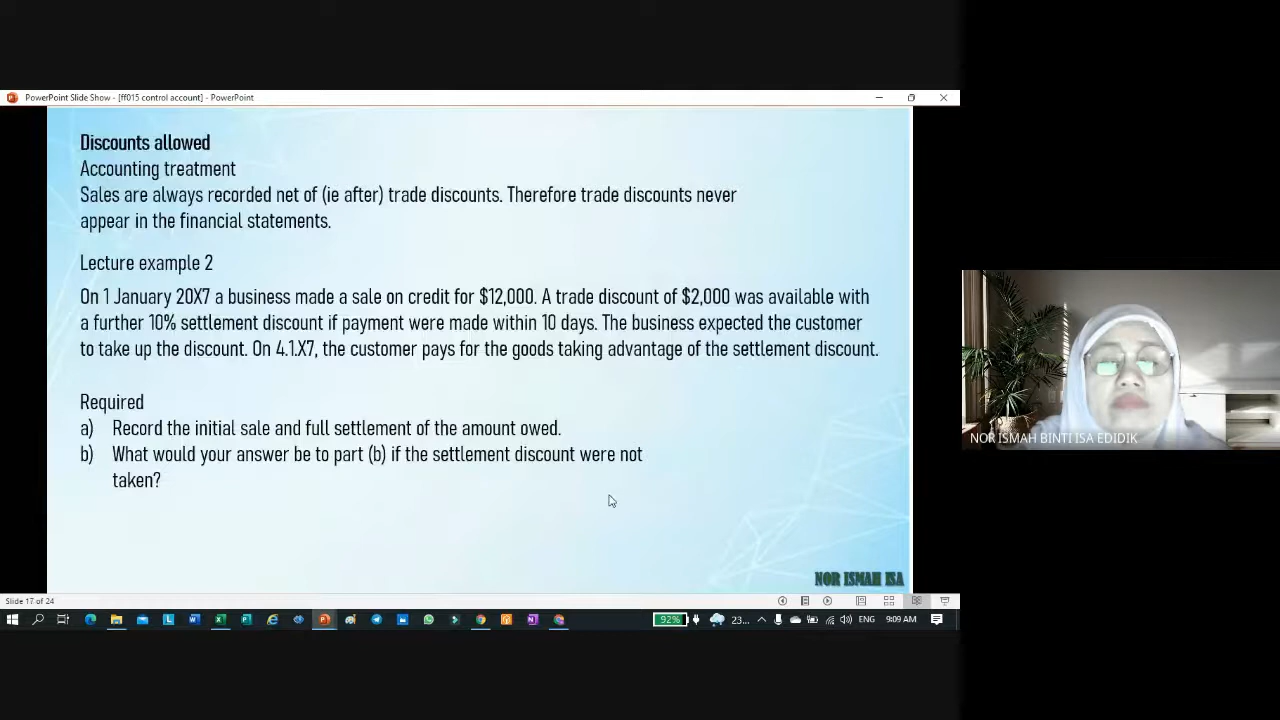 PowerPoint Slide Show - [ff015 control account] - PowerPoint
Discounts allowed
Accounting treatment
Sales are always recorded net of (ie after) trade discounts. Therefore trade discounts never
appear in the financial statements.
Lecture example 2
On 1 January 20X7 a business made a sale on credit for $12,000. A trade discount of $2,000 was available with
a further 10% settlement discount if payment were made within 10 days. The business expected the customer
to take up the discount. On 4.1.X7, the customer pays for the goods taking advantage of the settlement discount.
Required
a) Record the initial sale and full settlement of the amount owed.
b) What would your answer be to part (b) if the settlement discount were not
taken?
NOR ISMAH ISA
NOR ISMAH BINTI ISA EDIDIK
Slide 17 of 24
92% 23... ENG 9:09 AM